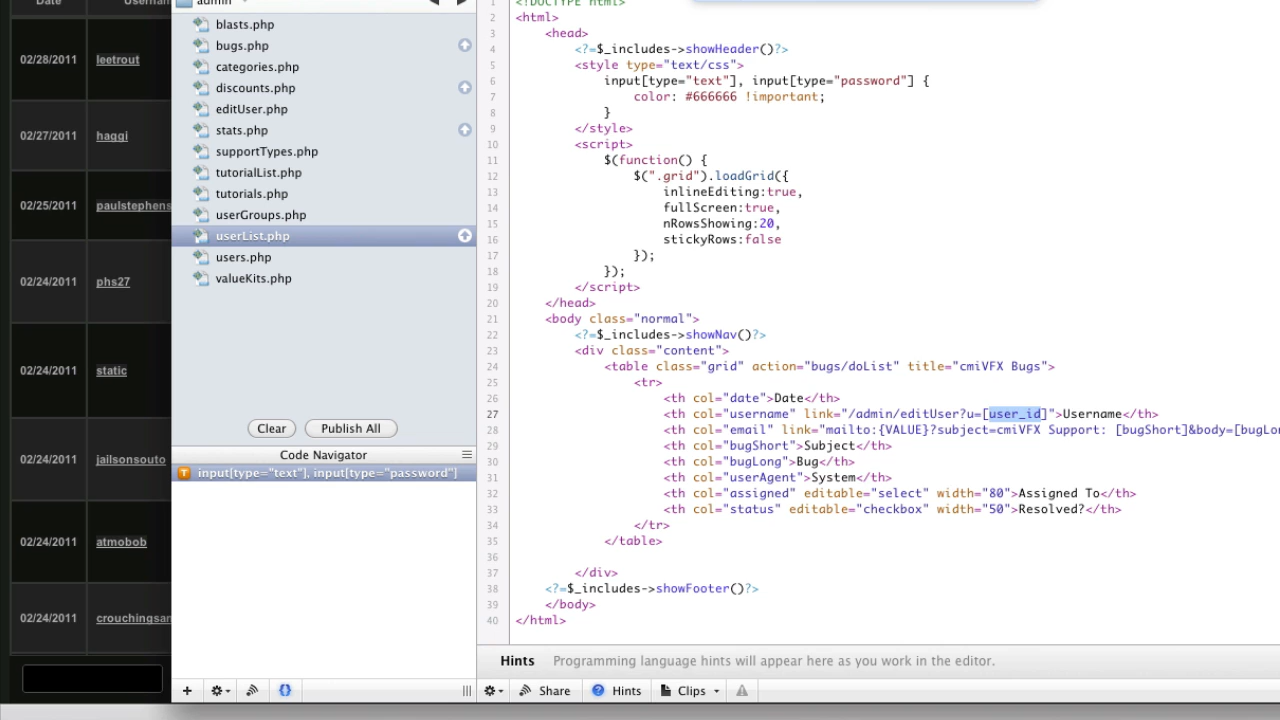 Date Usernam
02/28/2011 leetrout
02/27/2011 haggi
02/25/2011 paulstephens
02/24/2011 phs27
02/24/2011 static
02/24/2011 jailsonsouto
02/24/2011 atmobob
02/24/2011 crouchingsan
admin
blasts.php
bugs.php
categories.php
discounts.php
editUser.php
stats.php
supportTypes.php
tutorialList.php
tutorials.php
userGroups.php
userList.php
users.php
valueKits.php
Clear Publish All
Code Navigator
T input[type="text"], input[type="password"]
1 <!DOCTYPE html>
2 <html>
3 <head>
4 <?=$_includes->showHeader()?>
5 <style type="text/css">
6 input[type="text"], input[type="password"] {
7 color: #666666 !important;
8 }
9 </style>
10 <script>
11 $(function() {
12 $(".grid").loadGrid({
13 inlineEditing:true,
14 fullScreen:true,
15 nRowsShowing:20,
16 stickyRows:false
17 });
18 });
19 </script>
20 </head>
21 <body class="normal">
22 <?=$_includes->showNav()?>
23 <div class="content">
24 <table class="grid" action="bugs/doList" title="cmiVFX Bugs">
25 <tr>
26 <th col="date">Date</th>
27 <th col="username" link="/admin/editUser?u=[user_id]">Username</th>
28 <th col="email" link="mailto:{VALUE}?subject=cmiVFX Support: [bugShort]&body=[bugLon
29 <th col="bugShort">Subject</th>
30 <th col="bugLong">Bug</th>
31 <th col="userAgent">System</th>
32 <th col="assigned" editable="select" width="80">Assigned To</th>
33 <th col="status" editable="checkbox" width="50">Resolved?</th>
34 </tr>
35 </table>
36
37 </div>
38 <?=$_includes->showFooter()?>
39 </body>
40 </html>
Hints Programming language hints will appear here as you work in the editor.
Share Hints Clips